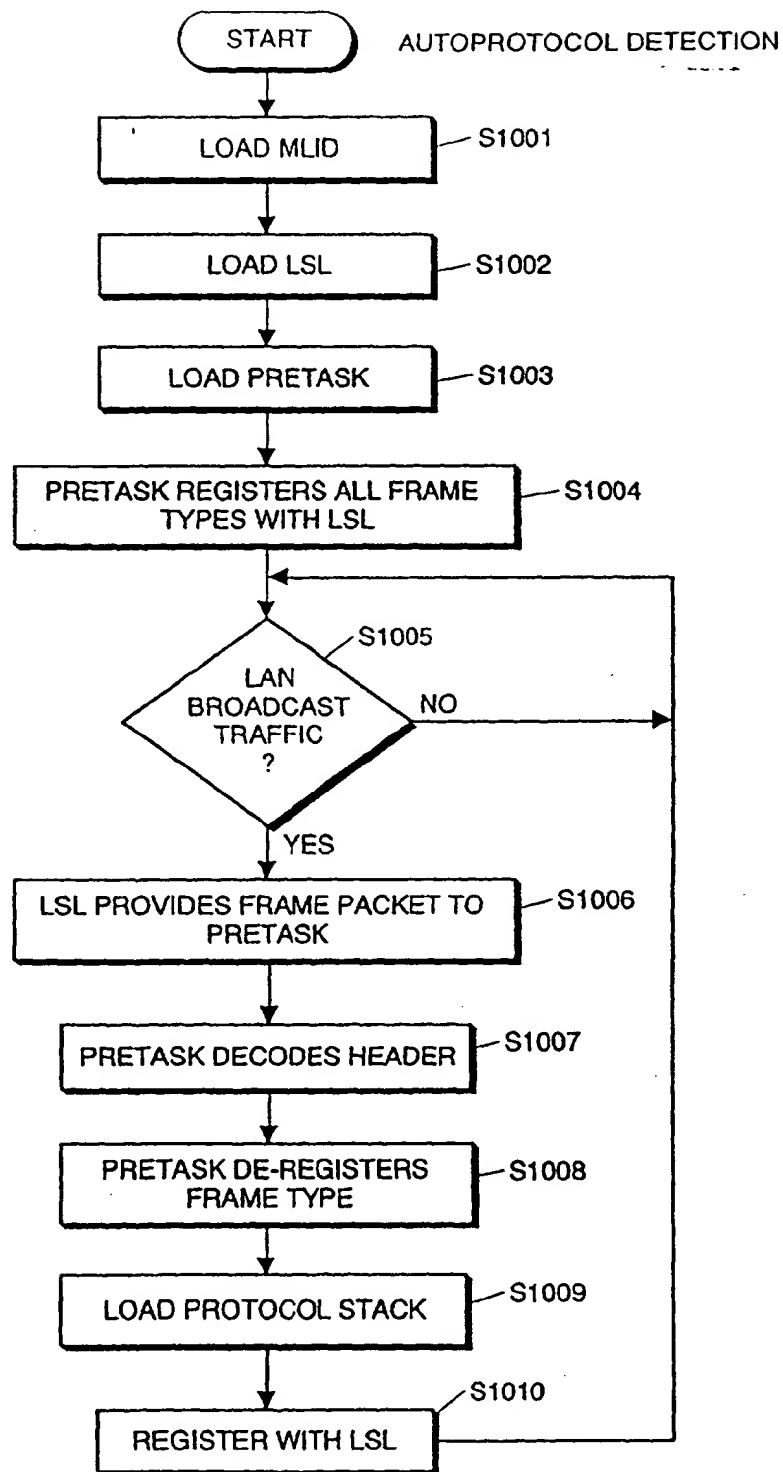 START
AUTOPROTOCOL DETECTION
LOAD MLID
S1001
LOAD LSL
S1002
LOAD PRETASK
S1003
PRETASK REGISTERS ALL FRAME
TYPES WITH LSL
S1004
S1005
LAN
BROADCAST
TRAFFIC
?
NO
YES
LSL PROVIDES FRAME PACKET TO
PRETASK
S1006
PRETASK DECODES HEADER
S1007
PRETASK DE-REGISTERS
FRAME TYPE
S1008
LOAD PROTOCOL STACK
S1009
S1010
REGISTER WITH LSL